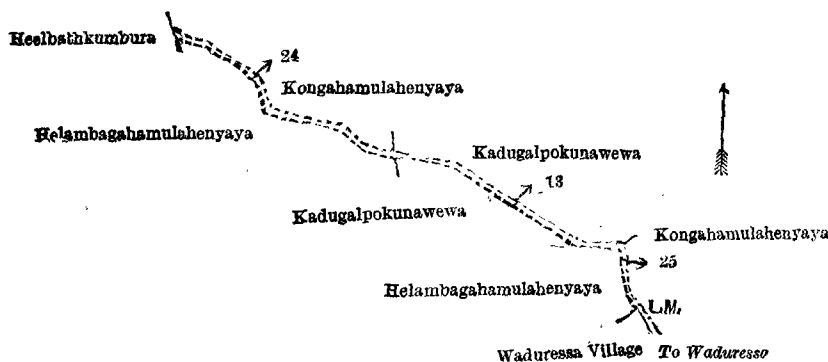 Heelbathkumbura
24
Kongahamulahenyaya
Helambagahamulahenyaya
Kadugalpokunawewa
13
Kadugalpokunawewa
Kongahamulahenyaya
25
Helambagahamulahenyaya
L.M.
Waduressa Village To Waduresso